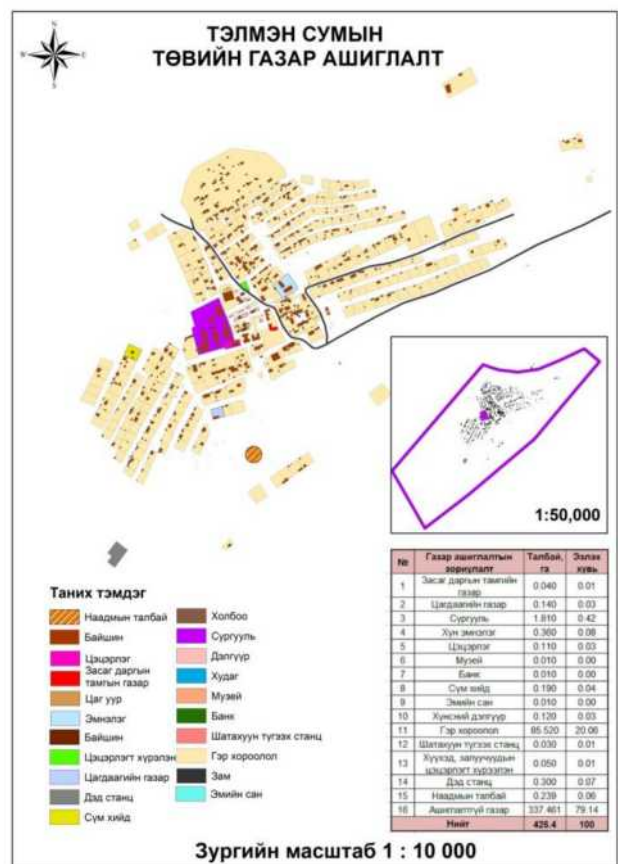 ТЭЛМЭН СУМЫН
ТӨВИЙН ГАЗАР АШИГЛАЛТ
N
W
E
S
1:50,000
Таних тэмдэг
Наадмын талбай
Байшин
Цэцэрлэг
Засаг даргын
тамгын газар
Цаг уур
Эмнэлэг
Байшин
Цэцэрлэгт хүрэлэн
Цагдаагийн газар
Дэд станц
Сүм хийд
Холбоо
Сургууль
Дэлгүүр
Худаг
Музей
Банк
Шатахуун түгээх станц
Гэр хороолол
Зам
Эмийн сан
№ Газар ашиглалтын зориулалт Талбай, га Эзлэх хувь
1 Засаг даргын тамгийн газар 0.040 0.01
2 Цагдаагийн газар 0.140 0.03
3 Сургууль 1.810 0.42
4 Хүн эмнэлэг 0.360 0.08
5 Цэцэрлэг 0.110 0.03
6 Музей 0.010 0.00
7 Банк 0.010 0.00
8 Сүм хийд 0.190 0.04
9 Эмийн сан 0.010 0.00
10 Хүнсний дэлгүүр 0.120 0.03
11 Гэр хороолол 85.520 20.06
12 Шатахуун түгээх станц 0.030 0.01
13 Хүүхэд, залуучуудын цэцэрлэгт хүрээлэн 0.050 0.01
14 Дэд станц 0.300 0.07
15 Наадмын талбай 0.239 0.06
16 Ашиглалтгүй газар 337.461 79.14
Нийт 426.4 100
Зургийн масштаб 1 : 10 000